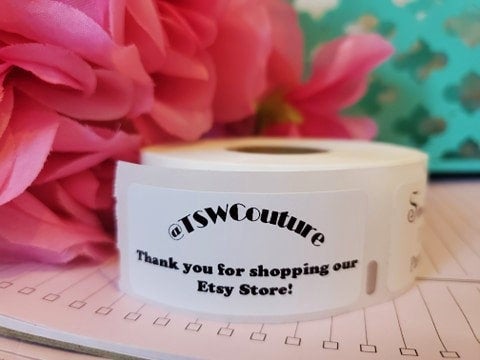 @TSWCouture
Thank you for shopping our
Etsy Store!